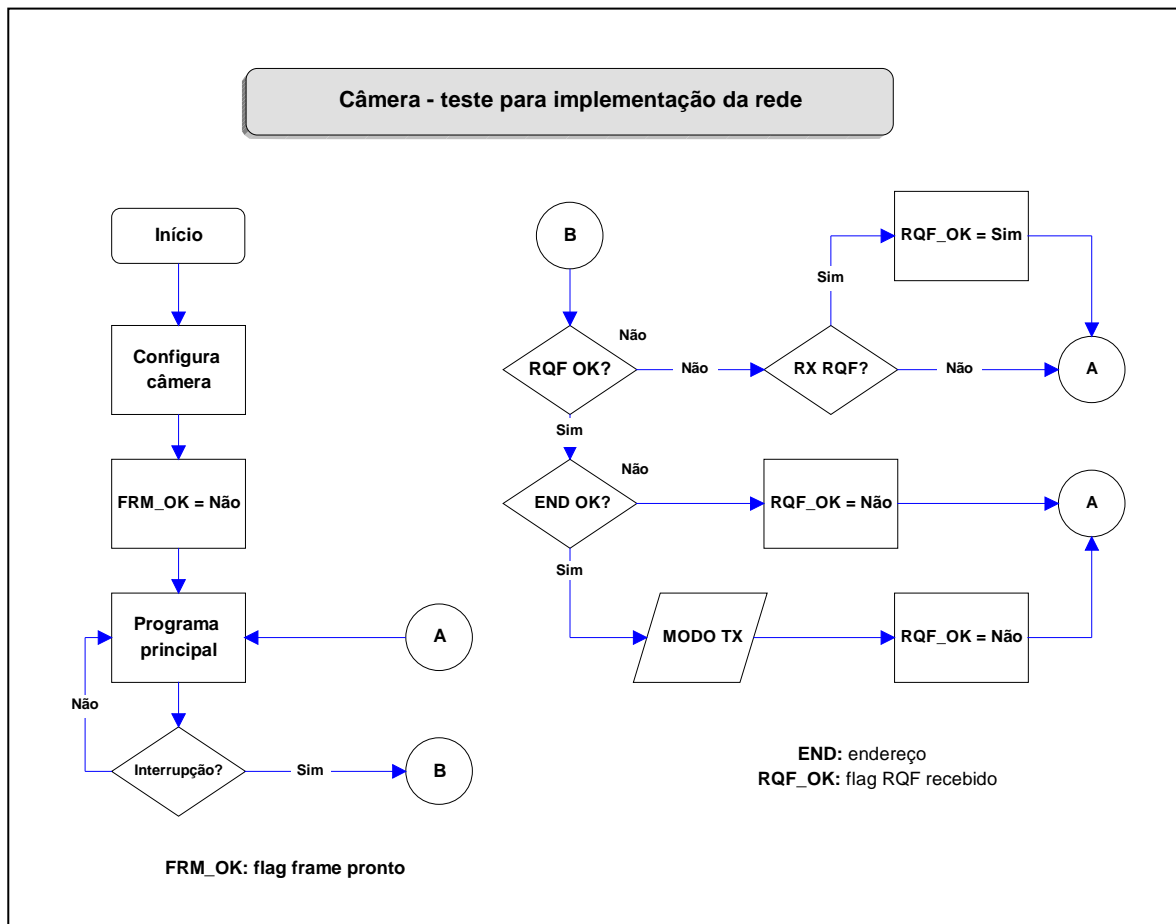 Câmera - teste para implementação da rede
Início
Configura
câmera
FRM_OK = Não
Programa
principal
A
Não
Interrupção?
Sim
B
FRM_OK: flag frame pronto
B
RQF_OK = Sim
Sim
Não
RQF OK?
Não
RX RQF?
Não
A
Sim
Não
END OK?
RQF_OK = Não
A
Sim
MODO TX
RQF_OK = Não
END: endereço
RQF_OK: flag RQF recebido